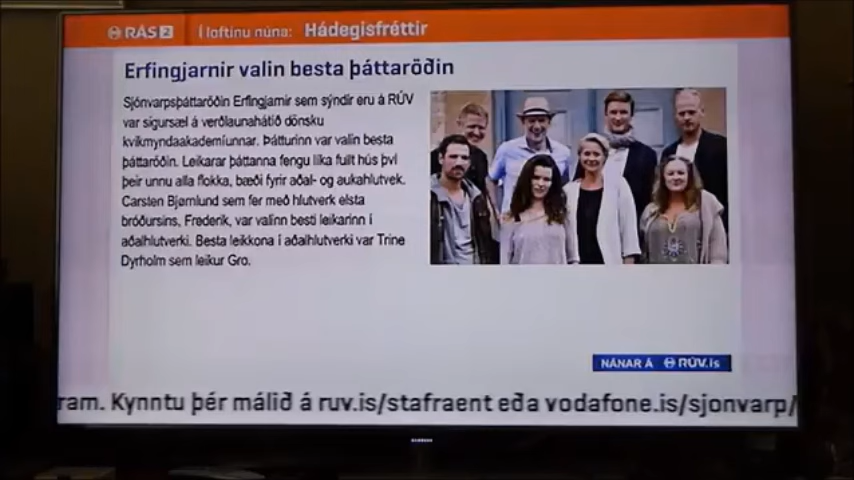 RÁS 2 Í loftinu núna: Hádegisfréttir
Erfingjarnir valin besta þáttaröðin
Sjónvarpsþáttaröðin Erfingjarnir sem sýndir eru á RÚV
var sigursæl á verðlaunahátíð dönsku
kvikmyndaakademíunnar. Þátturinn var valinn besta
þáttaröðin. Leikarar þáttanna fengu líka fullt hús því
þeir unnu alla flokka, bæði fyrir aðal- og aukahlutverk.
Carsten Bjørnlund sem fer með hlutverk elsta
bróðursins, Frederik, var valinn besti leikarinn í
aðalhlutverki. Besta leikkona í aðalhlutverki var Trine
Dyrholm sem leikur Gro.
NÁNAR Á RÚV.is
ram. Kynntu þér málið á ruv.is/stafraent eða vodafone.is/sjonvarp/
SAMSUNG